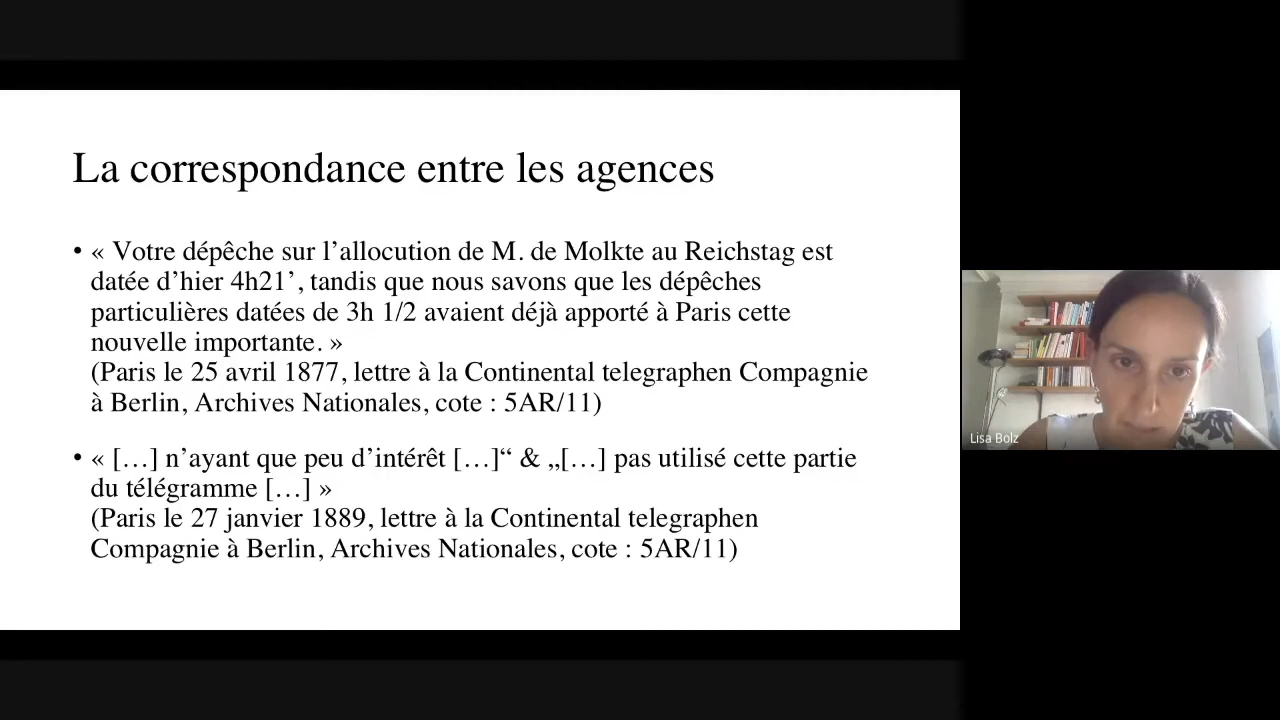 La correspondance entre les agences
• « Votre dépêche sur l’allocution de M. de Molkte au Reichstag est
datée d’hier 4h21’, tandis que nous savons que les dépêches
particulières datées de 3h 1/2 avaient déjà apporté à Paris cette
nouvelle importante. »
(Paris le 25 avril 1877, lettre à la Continental telegraphen Compagnie
à Berlin, Archives Nationales, cote : 5AR/11)
• « […] n’ayant que peu d’intérêt […]“ & „[…] pas utilisé cette partie
du télégramme […] »
(Paris le 27 janvier 1889, lettre à la Continental telegraphen
Compagnie à Berlin, Archives Nationales, cote : 5AR/11)
Lisa Bolz